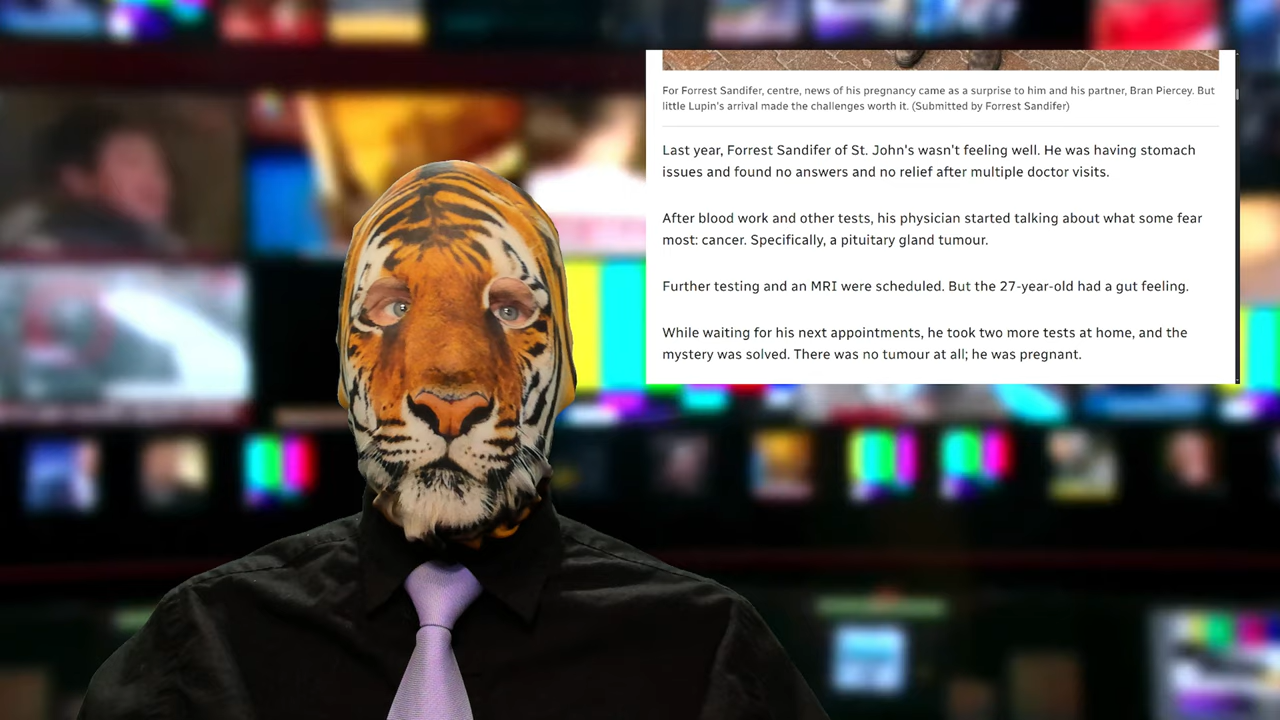 For Forrest Sandifer, centre, news of his pregnancy came as a surprise to him and his partner, Bran Piercey. But
little Lupin's arrival made the challenges worth it. (Submitted by Forrest Sandifer)
Last year, Forrest Sandifer of St. John's wasn't feeling well. He was having stomach
issues and found no answers and no relief after multiple doctor visits.
After blood work and other tests, his physician started talking about what some fear
most: cancer. Specifically, a pituitary gland tumour.
Further testing and an MRI were scheduled. But the 27-year-old had a gut feeling.
While waiting for his next appointments, he took two more tests at home, and the
mystery was solved. There was no tumour at all; he was pregnant.